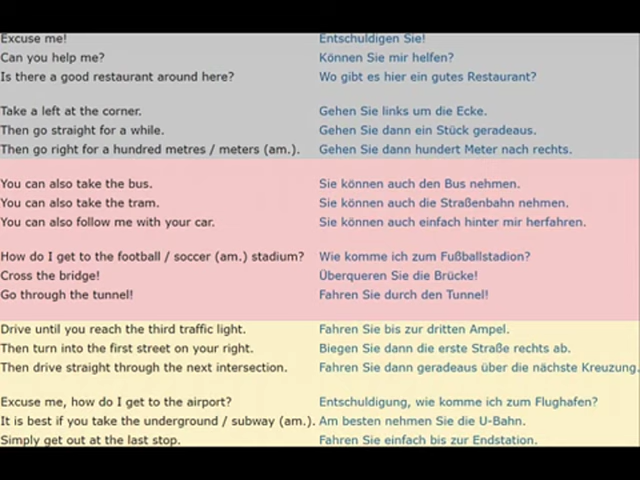 Excuse me! Entschuldigen Sie!
Can you help me? Können Sie mir helfen?
Is there a good restaurant around here? Wo gibt es hier ein gutes Restaurant?
Take a left at the corner. Gehen Sie links um die Ecke.
Then go straight for a while. Gehen Sie dann ein Stück geradeaus.
Then go right for a hundred metres / meters (am.). Gehen Sie dann hundert Meter nach rechts.
You can also take the bus. Sie können auch den Bus nehmen.
You can also take the tram. Sie können auch die Straßenbahn nehmen.
You can also follow me with your car. Sie können auch einfach hinter mir herfahren.
How do I get to the football / soccer (am.) stadium? Wie komme ich zum Fußballstadion?
Cross the bridge! Überqueren Sie die Brücke!
Go through the tunnel! Fahren Sie durch den Tunnel!
Drive until you reach the third traffic light. Fahren Sie bis zur dritten Ampel.
Then turn into the first street on your right. Biegen Sie dann die erste Straße rechts ab.
Then drive straight through the next intersection. Fahren Sie dann geradeaus über die nächste Kreuzung.
Excuse me, how do I get to the airport? Entschuldigung, wie komme ich zum Flughafen?
It is best if you take the underground / subway (am.). Am besten nehmen Sie die U-Bahn.
Simply get out at the last stop. Fahren Sie einfach bis zur Endstation.